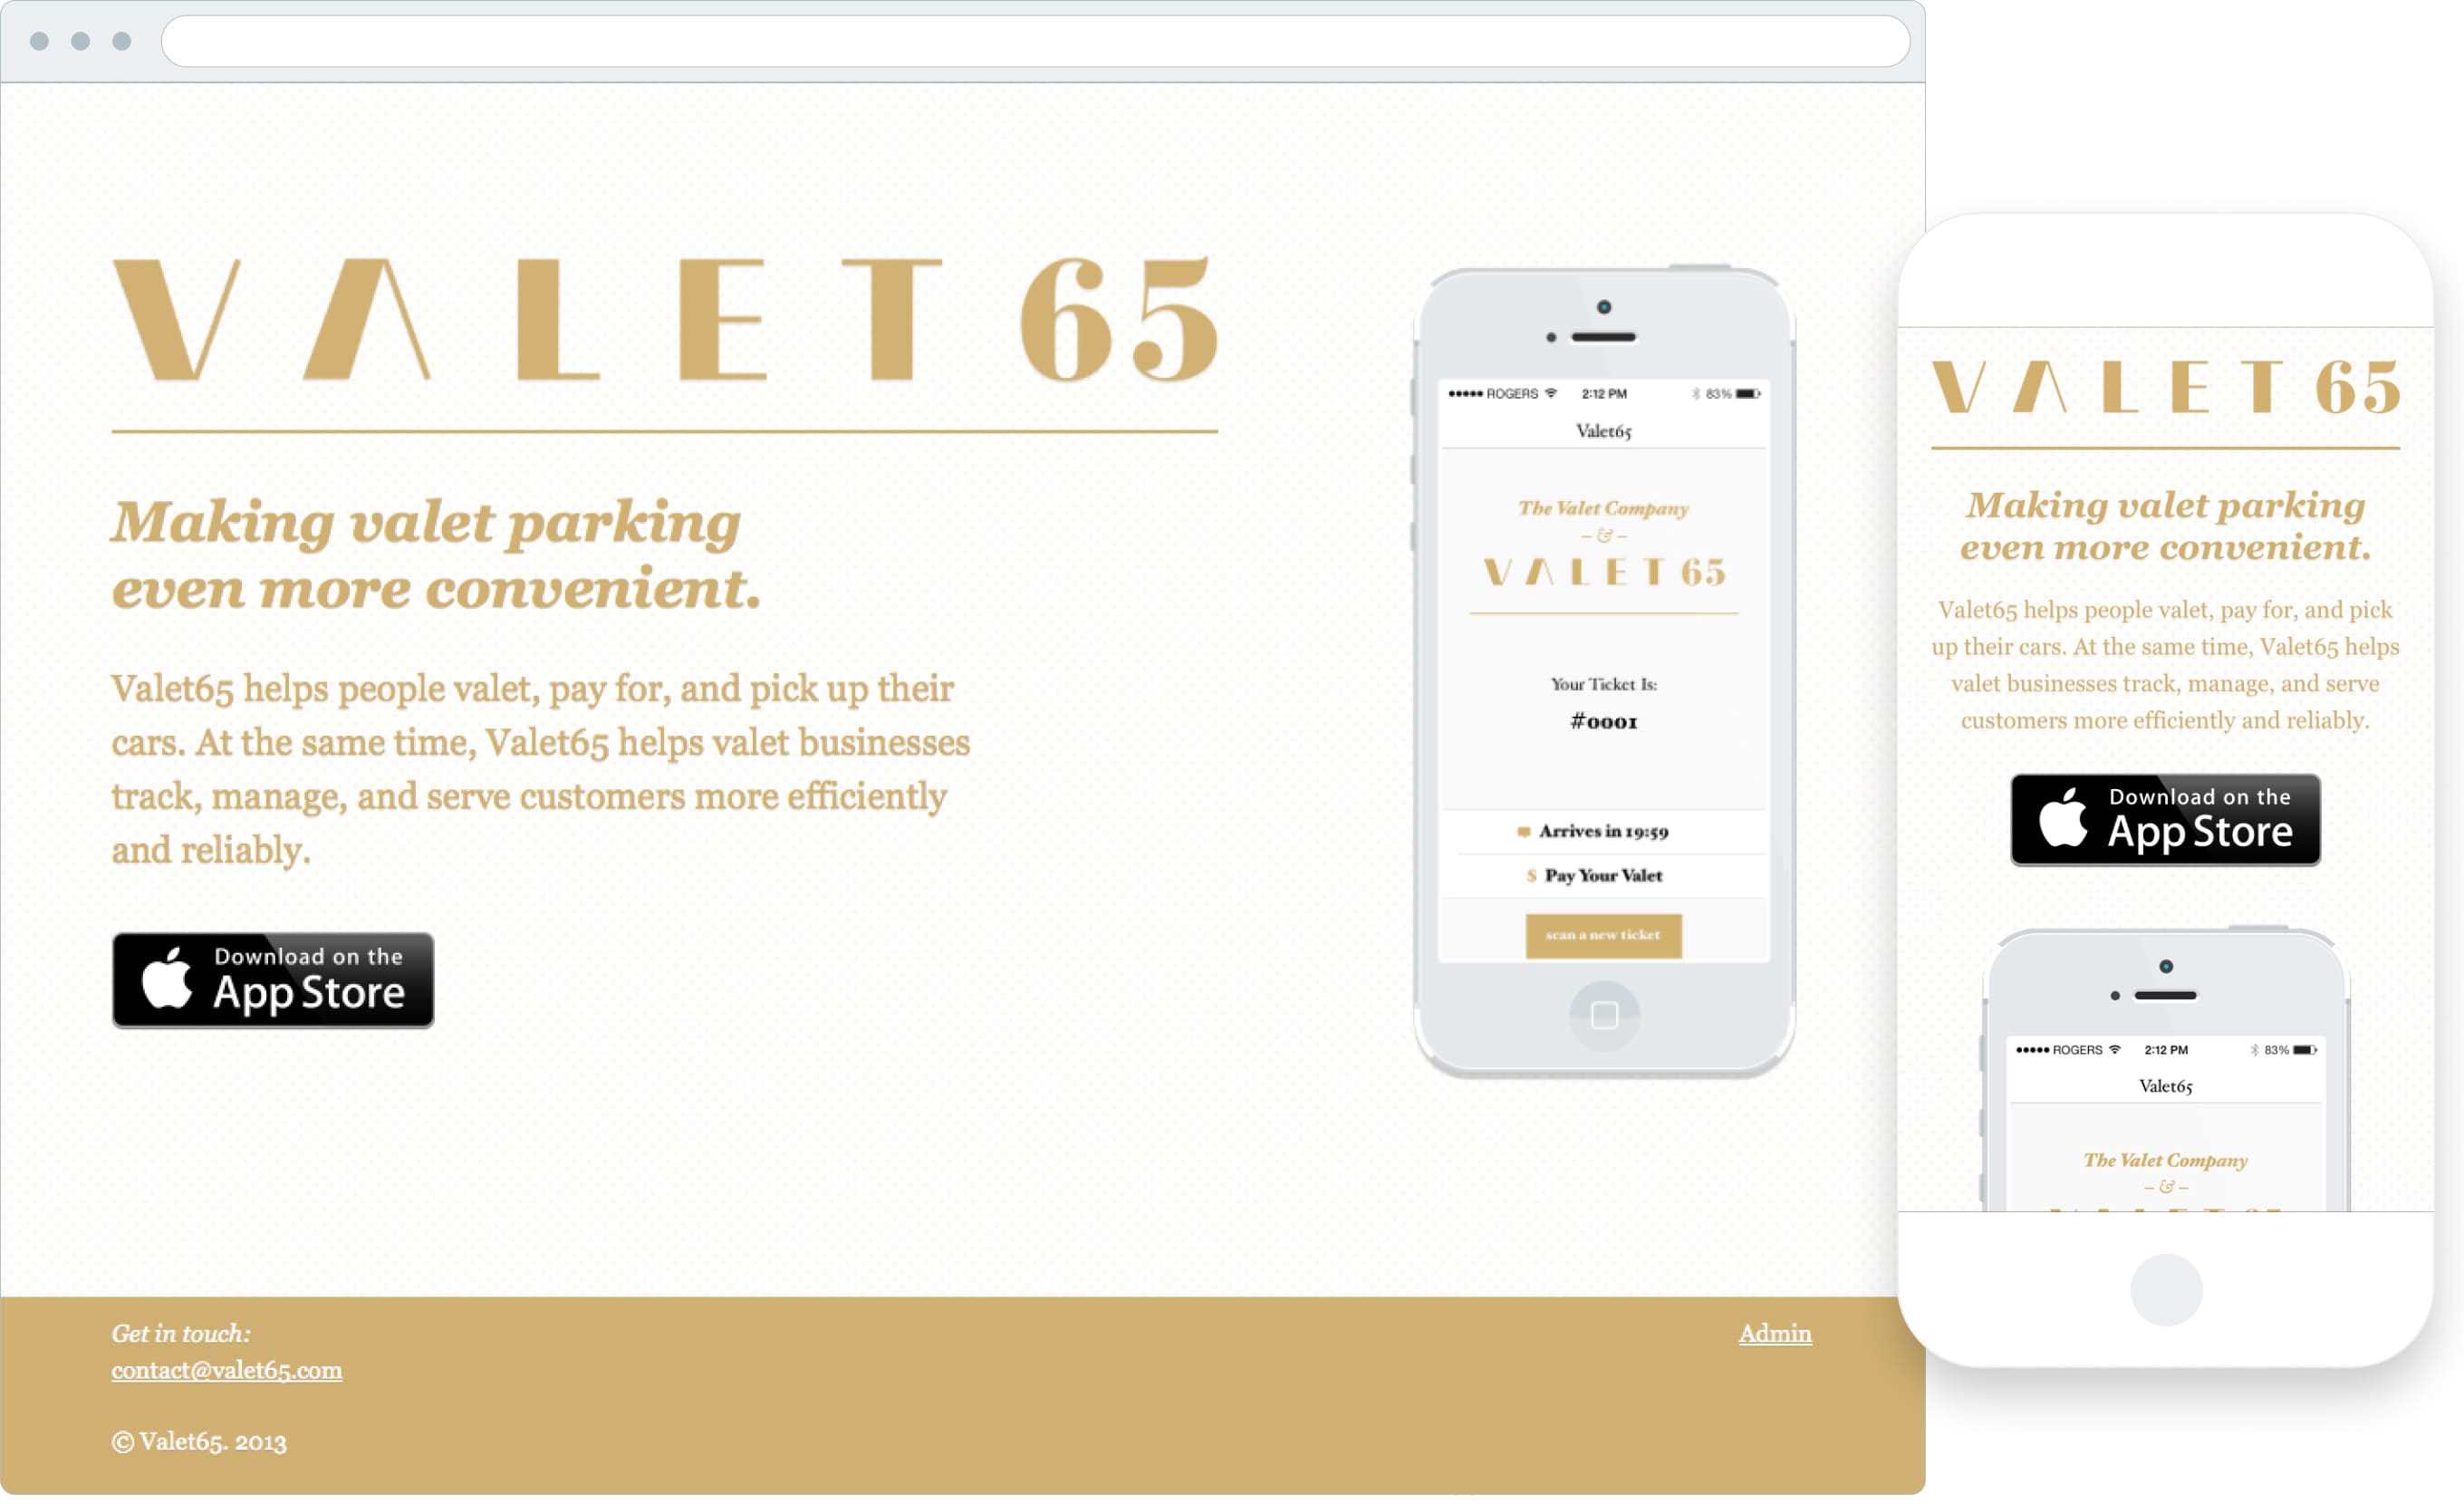 VALET 65
Making valet parking
even more convenient.
Valet65 helps people valet, pay for, and pick up their
cars. At the same time, Valet65 helps valet businesses
track, manage, and serve customers more efficiently
and reliably.
Download on the
App Store
ROGERS 2:12 PM 83%
Valet65
The Valet Company
– & –
VALET 65
Your Ticket Is:
#0001
Arrives in 19:59
$ Pay Your Valet
scan a new ticket
Get in touch:
contact@valet65.com
Admin
© Valet65. 2013
VALET 65
Making valet parking
even more convenient.
Valet65 helps people valet, pay for, and pick
up their cars. At the same time, Valet65 helps
valet businesses track, manage, and serve
customers more efficiently and reliably.
Download on the
App Store
ROGERS 2:12 PM 83%
Valet65
The Valet Company
– & –